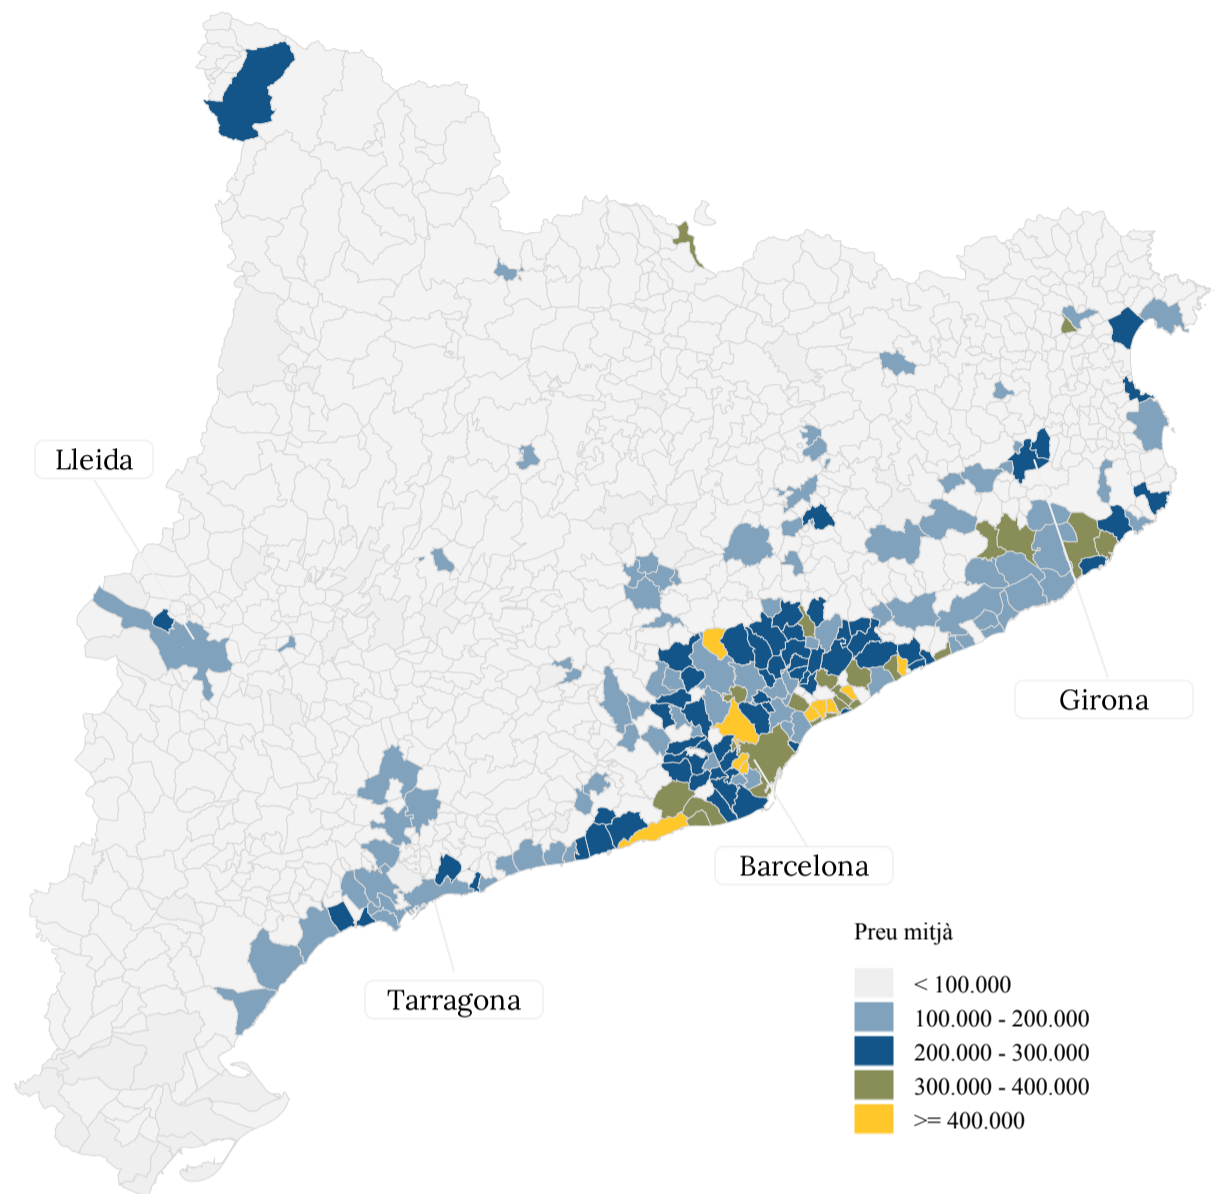 Lleida
Girona
Barcelona
Tarragona
Preu mitjà
< 100.000
100.000 - 200.000
200.000 - 300.000
300.000 - 400.000
>= 400.000